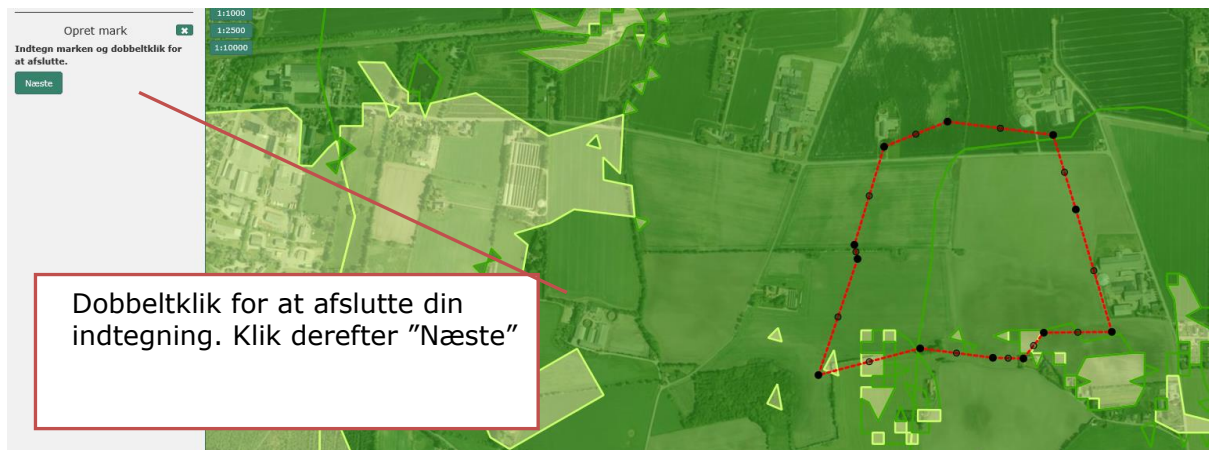 Opret mark
Indtegn marken og dobbeltklik for
at afslutte.
Næste
1:1000
1:2500
1:10000
Dobbeltklik for at afslutte din
indtegning. Klik derefter ”Næste”